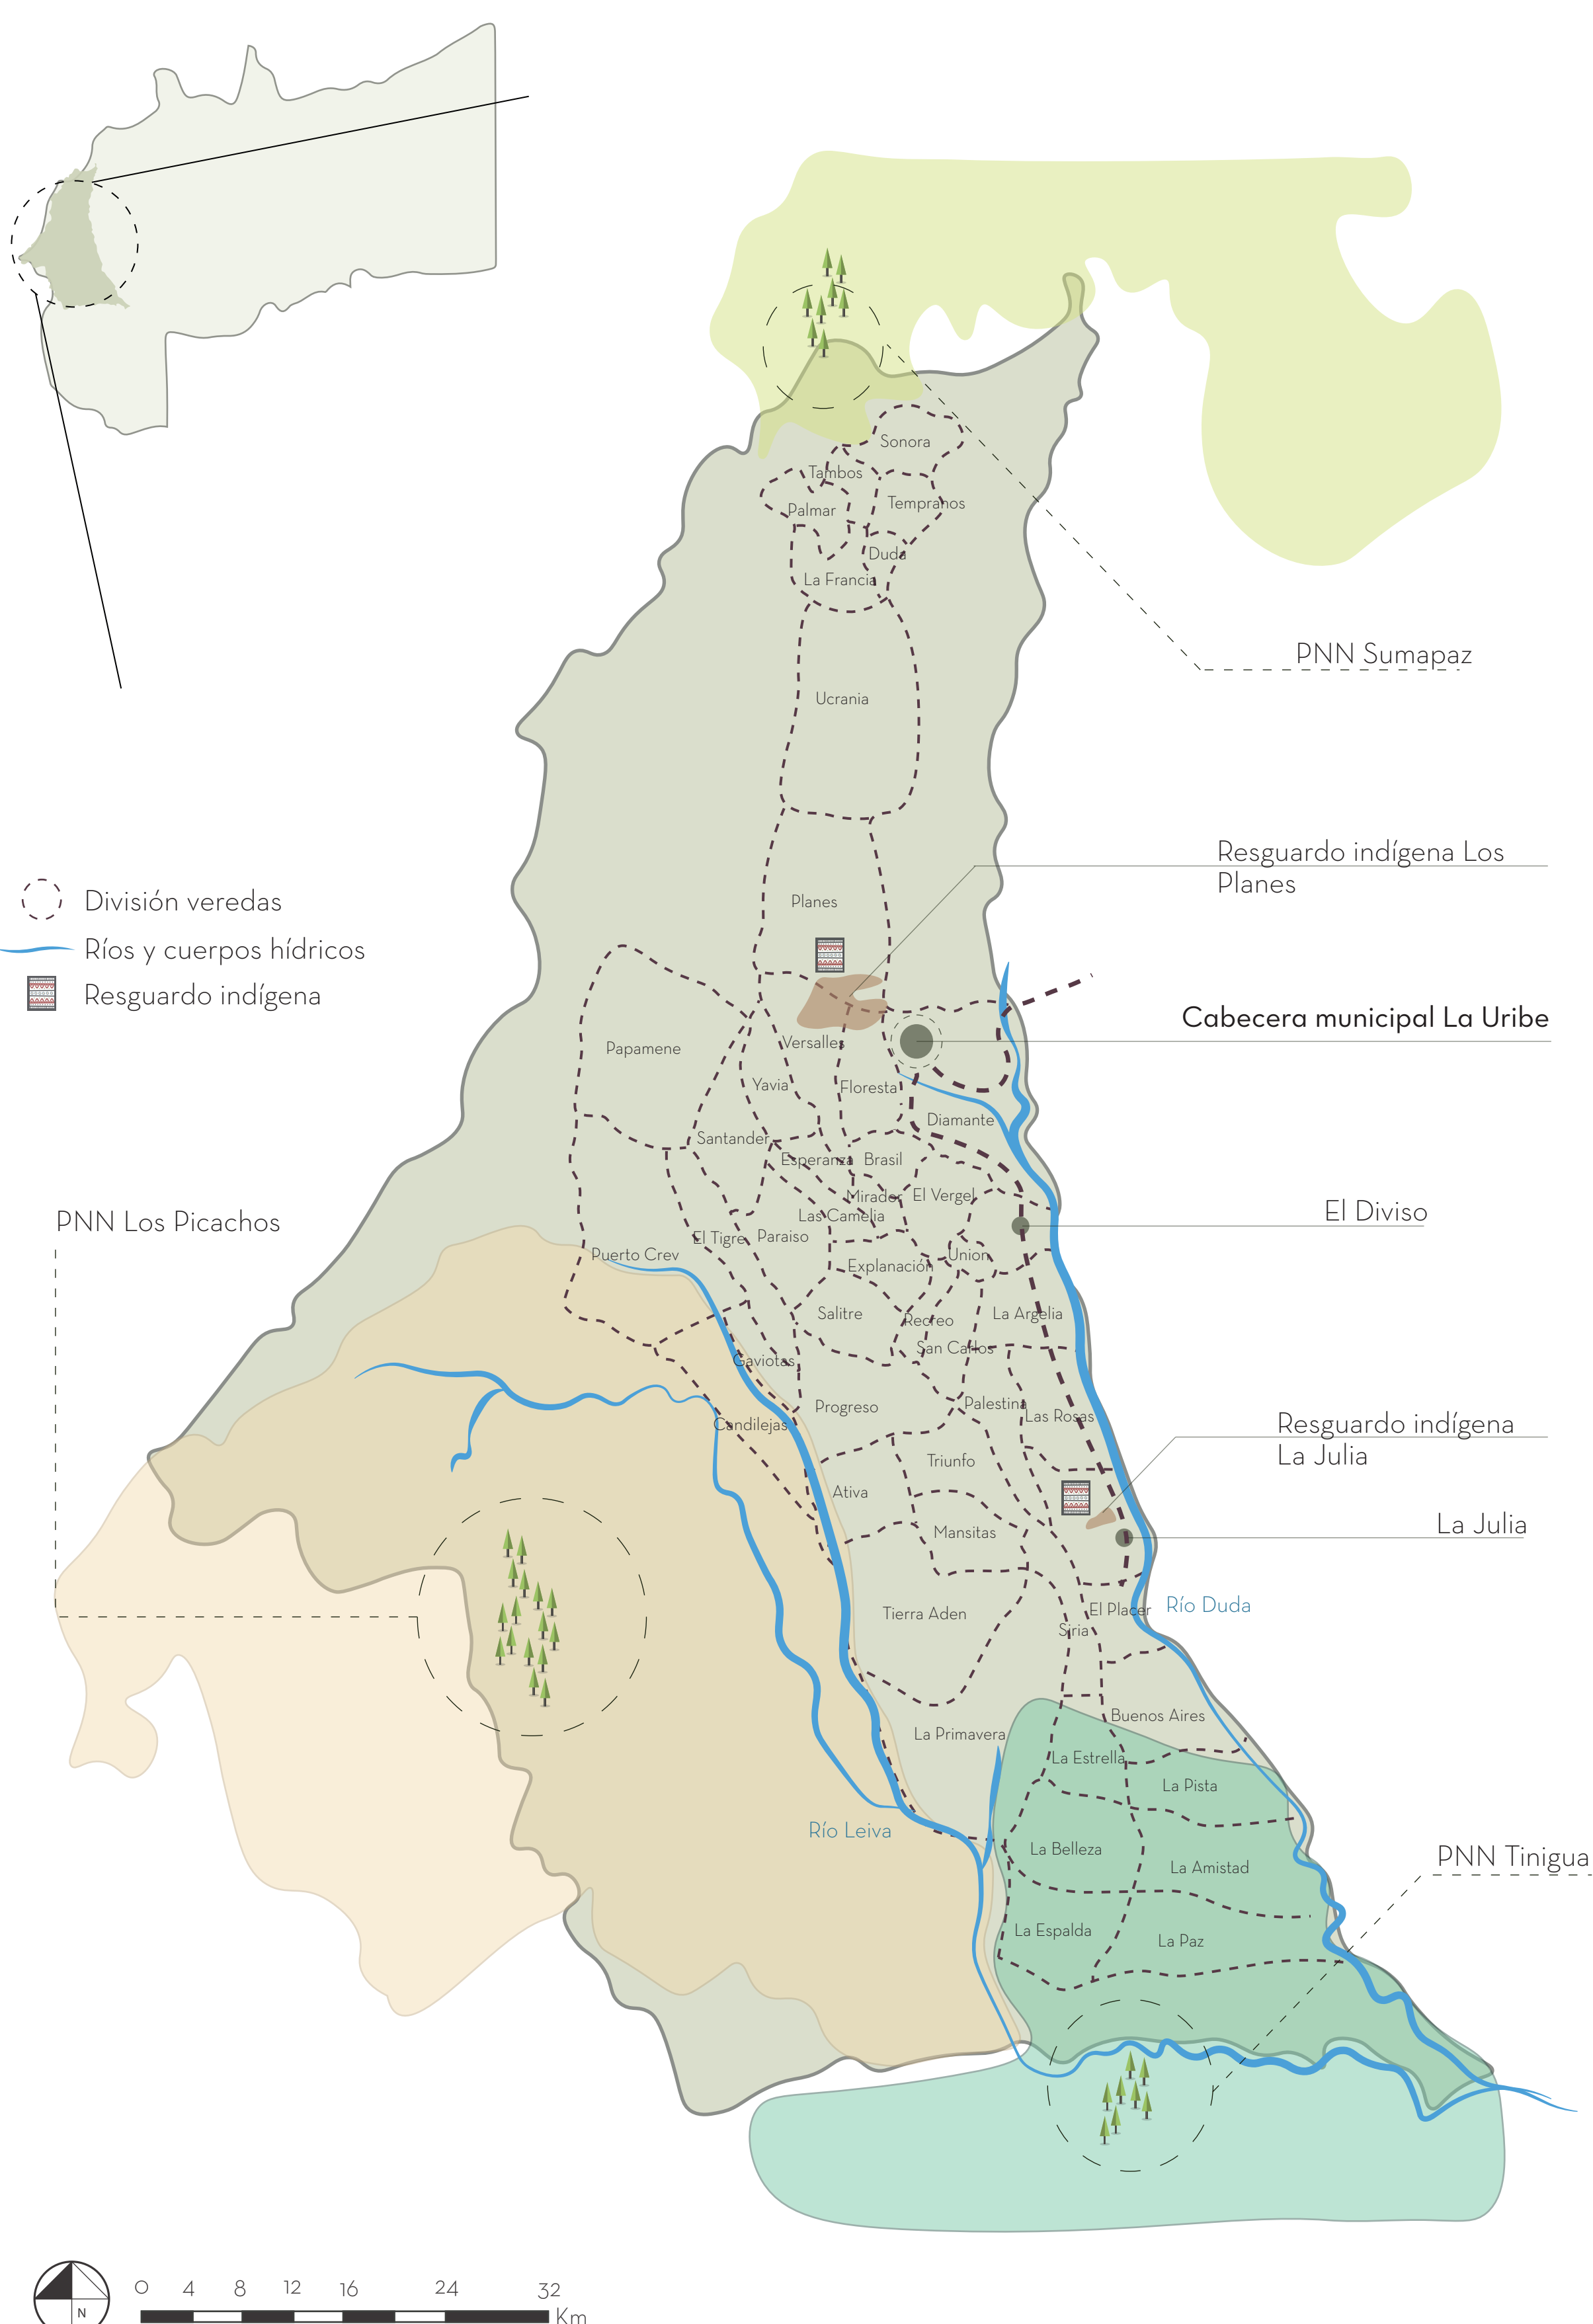 Sonora
Tambos
Tempranos
Palmar
Duda
La Francia
PNN Sumapaz
Ucrania
Resguardo indígena Los
Planes
Planes
División veredas
Ríos y cuerpos hídricos
Resguardo indígena
Cabecera municipal La Uribe
Papamene
Versalles
Yavia
Floresta
Diamante
Santander
Esperanza
Brasil
Mirador
El Vergel
Las Camelia
El Diviso
PNN Los Picachos
El Tigre
Paraiso
Puerto Crev
Union
Explanación
Salitre
Recreo
La Argelia
San Carlos
Gaviotas
Palestina
Progreso
Las Rosas
Candilejas
Resguardo indígena
La Julia
Triunfo
Ativa
La Julia
Mansitas
Río Duda
El Placer
Tierra Aden
Siria
Buenos Aires
La Primavera
La Estrella
La Pista
Río Leiva
La Belleza
PNN Tinigua
La Amistad
La Espalda
La Paz
0 4 8 12 16 24 32
N
Km